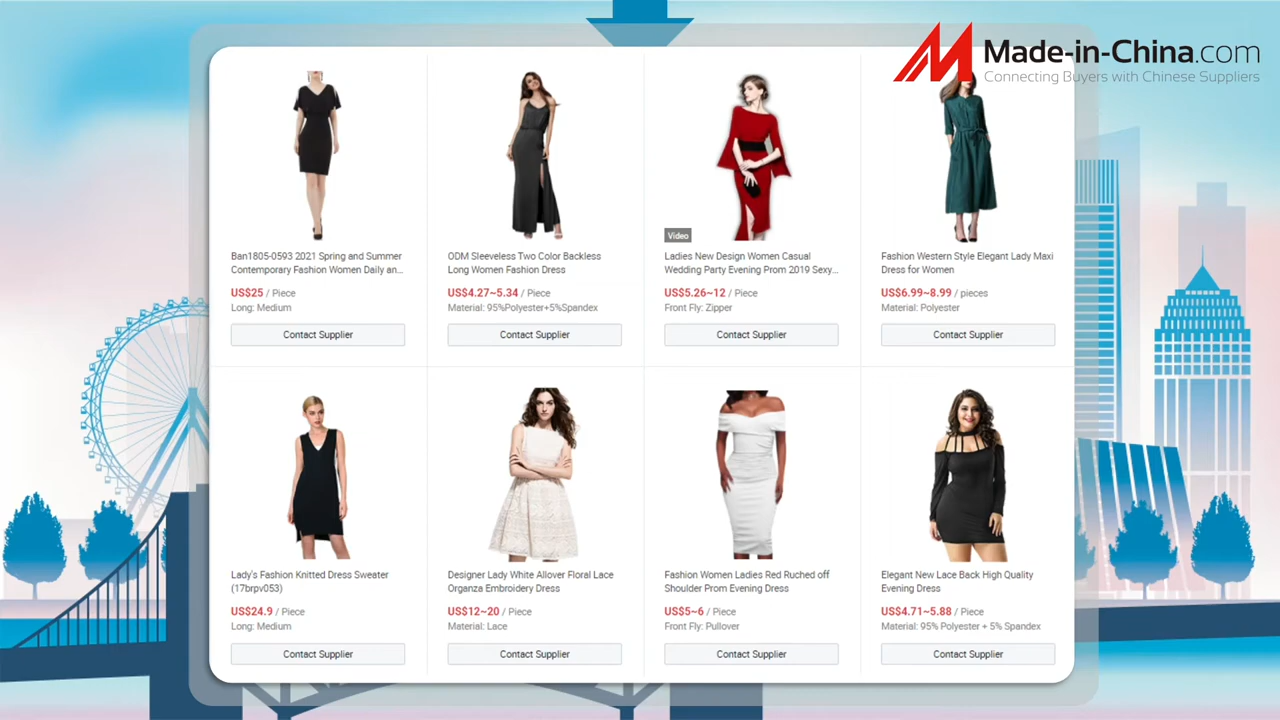 Made-in-China.com
Connecting Buyers with Chinese Suppliers
Ban1805-0593 2021 Spring and Summer
Contemporary Fashion Women Daily an...
US$25 / Piece
Long: Medium
Contact Supplier
ODM Sleeveless Two Color Backless
Long Women Fashion Dress
US$4.27~5.34 / Piece
Material: 95%Polyester+5%Spandex
Contact Supplier
Video
Ladies New Design Women Casual
Wedding Party Evening Prom 2019 Sexy...
US$5.26~12 / Piece
Front Fly: Zipper
Contact Supplier
Fashion Western Style Elegant Lady Maxi
Dress for Women
US$6.99~8.99 / pieces
Material: Polyester
Contact Supplier
Lady's Fashion Knitted Dress Sweater
(17brpv053)
US$24.9 / Piece
Long: Medium
Contact Supplier
Designer Lady White Allover Floral Lace
Organza Embroidery Dress
US$12~20 / Piece
Material: Lace
Contact Supplier
Fashion Women Ladies Red Ruched off
Shoulder Prom Evening Dress
US$5~6 / Piece
Front Fly: Pullover
Contact Supplier
Elegant New Lace Back High Quality
Evening Dress
US$4.71~5.88 / Piece
Material: 95% Polyester + 5% Spandex
Contact Supplier